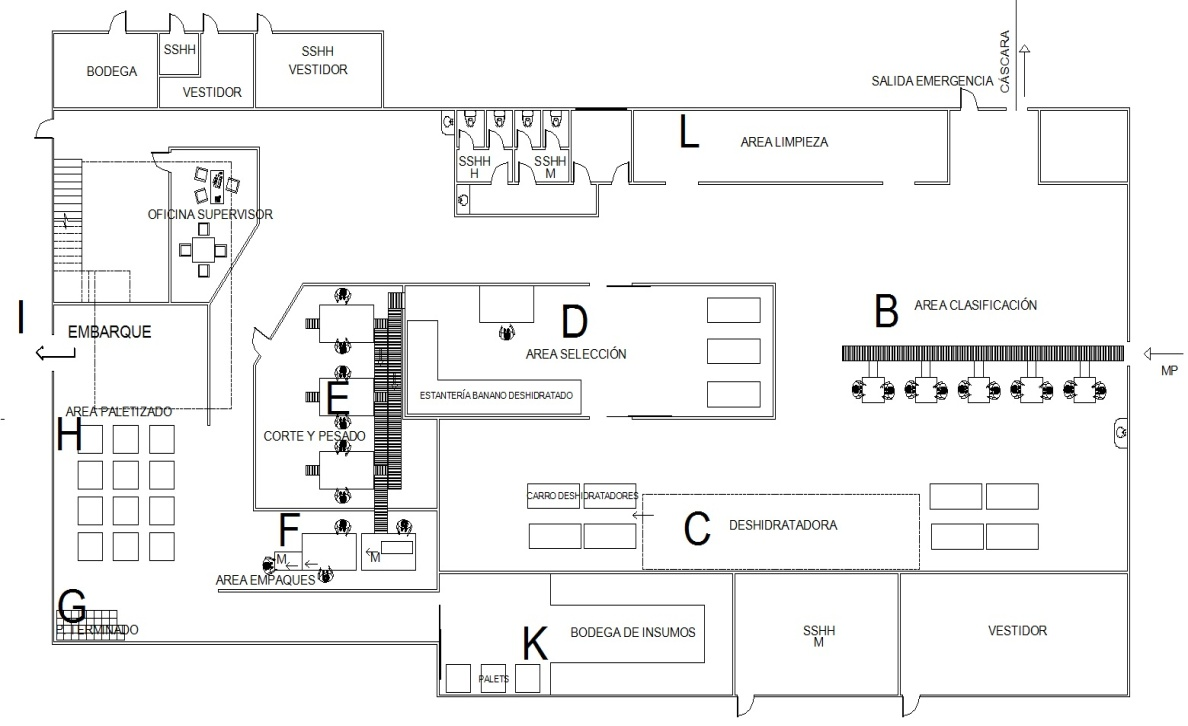 SSHH
BODEGA
VESTIDOR
SSHH
VESTIDOR
SALIDA EMERGENCIA
CÁSCARA
L
AREA LIMPIEZA
SSHH
H
SSHH
M
OFICINA SUPERVISOR
I
EMBARQUE
D
AREA SELECCIÓN
B
AREA CLASIFICACIÓN
MP
ESTANTERÍA BANANO DESHIDRATADO
E
CORTE Y PESADO
AREA PALETIZADO
H
CARRO DESHIDRATADORES
C
DESHIDRATADORA
F
M
M
AREA EMPAQUES
G
P. TERMINADO
K
BODEGA DE INSUMOS
PALETS
SSHH
M
VESTIDOR